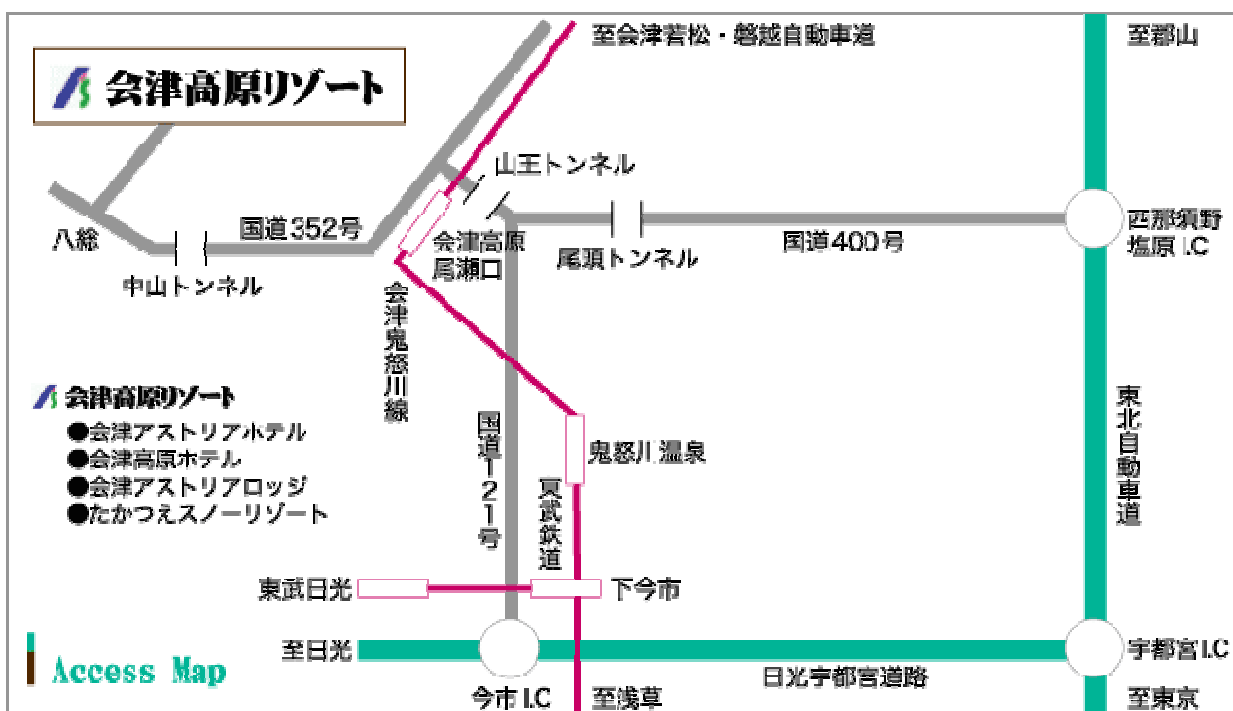 至会津若松・磐越自動車道
至郡山
会津高原リゾート
山王トンネル
八総
国道352号
会津高原
尾瀬口
尾頭トンネル
国道400号
西那須野
塩原I.C
中山トンネル
会津鬼怒川線
会津高原リゾート
●会津アストリアホテル
●会津高原ホテル
●会津アストリアロッジ
●たかつえスノーリゾート
国道121号
鬼怒川温泉
東武鉄道
東北自動車道
東武日光
下今市
至日光
宇都宮I.C
Access Map
日光宇都宮道路
今市I.C
至浅草
至東京